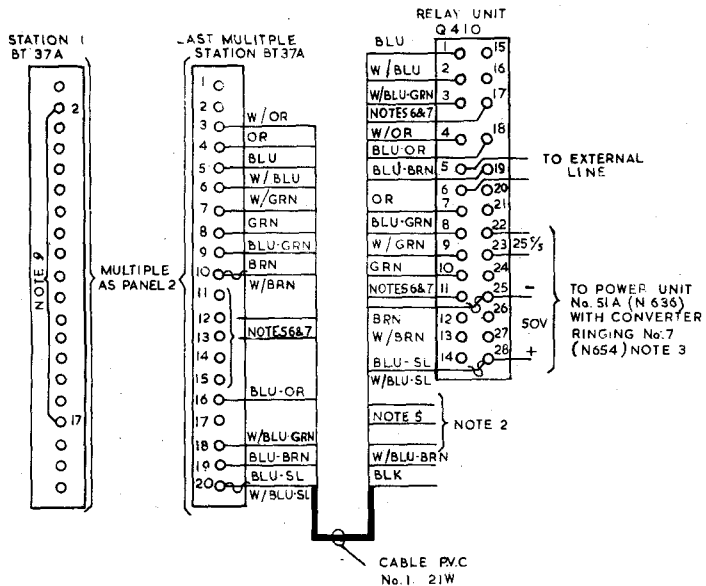 STATION 1
BT 37A
2
NOTE 9
17
MULTIPLE
AS PANEL 2
LAST MULITPLE
STATION BT37A
1
2
3
4
5
6
7
8
9
10
11
12
13
14
15
16
17
18
19
20
W/OR
OR
BLU
W/BLU
W/GRN
GRN
BLU-GRN
BRN
W/BRN
NOTES6&7
BLU-OR
W/BLU-GRN
BLU-BRN
BLU-SL
W/BLU-SL
RELAY UNIT
Q410
BLU
W/BLU
W/BLU-GRN
NOTES 6&7
W/OR
BLU-OR
BLU-BRN
OR
BLU-GRN
W/GRN
GRN
NOTES6&7
BRN
W/BRN
BLU-SL
W/BLU-SL
NOTE 5
NOTE 2
W/BLU-BRN
BLK
1
2
3
4
5
6
7
8
9
10
11
12
13
14
15
16
17
18
19
20
21
22
23
24
25
26
27
28
TO EXTERNAL
LINE
25 c/s
-
50V
+
TO POWER UNIT
No. 51A (N 636)
WITH CONVERTER
RINGING No. 7
(N654) NOTE 3
CABLE P.V.C
No. 1. 21W